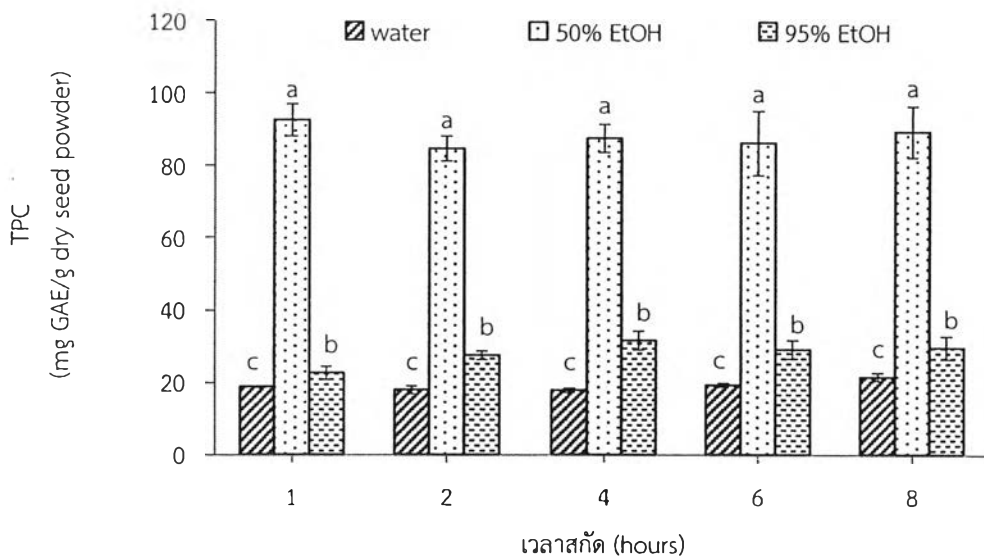 120
water
50% EtOH
95% EtOH
100
80
60
40
20
0
TPC
(mg GAE/g dry seed powder)
c a b
c a b
c a b
c a b
c a b
1 2 4 6 8
เวลาสกัด (hours)